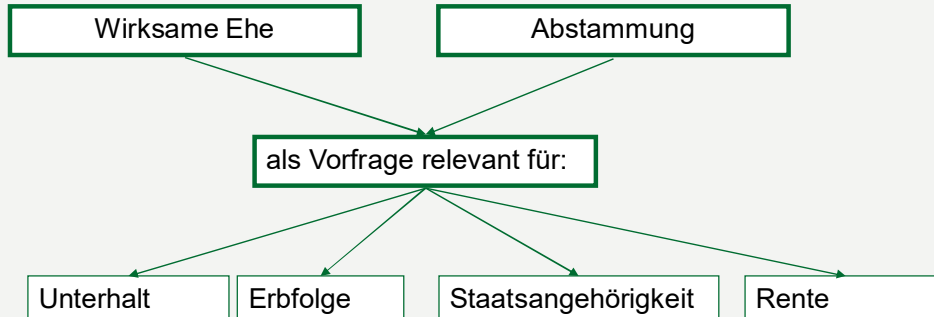 Wirksame Ehe
Abstammung
als Vorfrage relevant für:
Unterhalt
Erbfolge
Staatsangehörigkeit
Rente